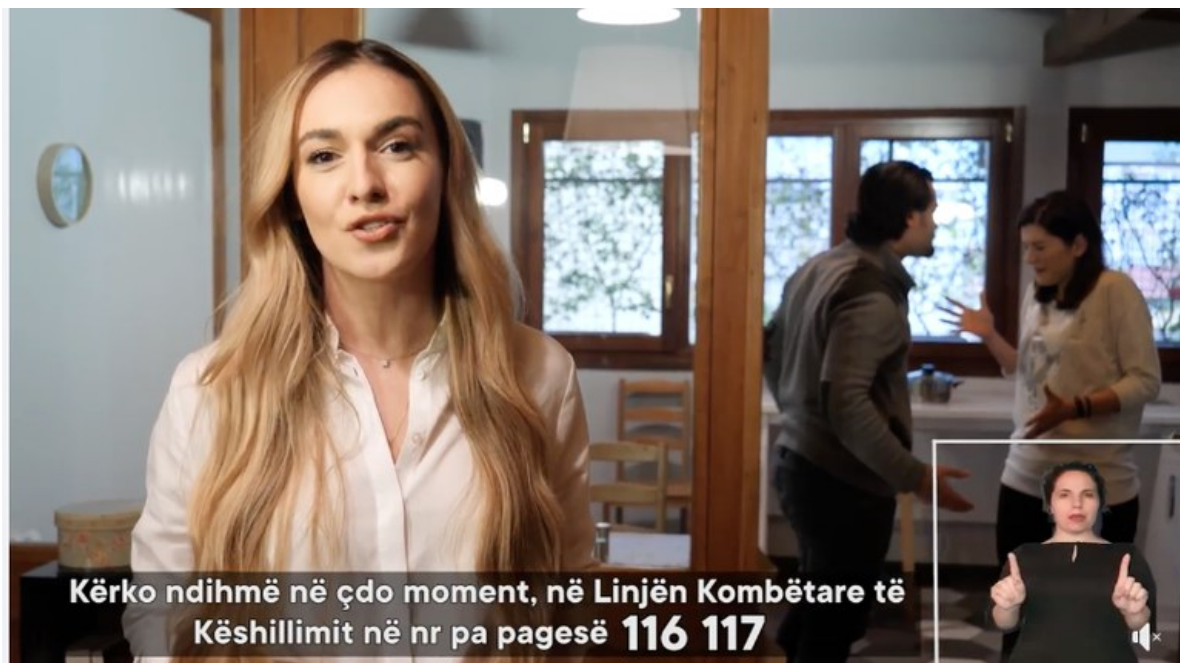 Kërko ndihmë në çdo moment, në Linjën Kombëtare të
Këshillimit në nr pa pagesë 116 117